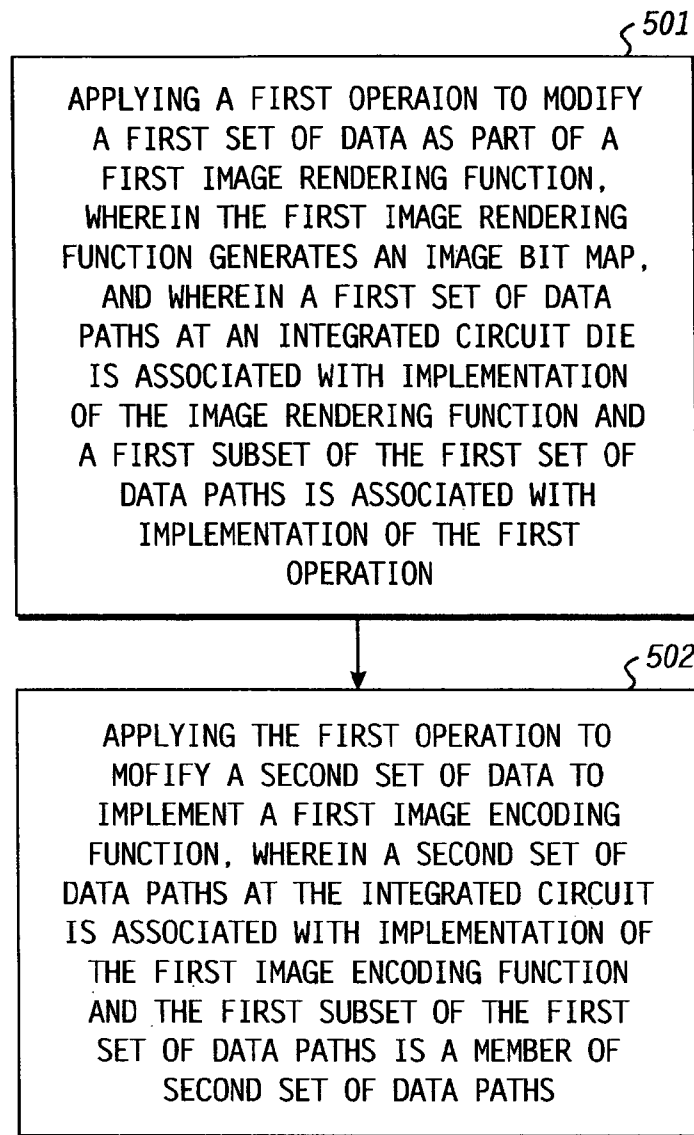 501
APPLYING A FIRST OPERAION TO MODIFY
A FIRST SET OF DATA AS PART OF A
FIRST IMAGE RENDERING FUNCTION,
WHEREIN THE FIRST IMAGE RENDERING
FUNCTION GENERATES AN IMAGE BIT MAP,
AND WHEREIN A FIRST SET OF DATA
PATHS AT AN INTEGRATED CIRCUIT DIE
IS ASSOCIATED WITH IMPLEMENTATION
OF THE IMAGE RENDERING FUNCTION AND
A FIRST SUBSET OF THE FIRST SET OF
DATA PATHS IS ASSOCIATED WITH
IMPLEMENTATION OF THE FIRST
OPERATION
502
APPLYING THE FIRST OPERATION TO
MOFIFY A SECOND SET OF DATA TO
IMPLEMENT A FIRST IMAGE ENCODING
FUNCTION, WHEREIN A SECOND SET OF
DATA PATHS AT THE INTEGRATED CIRCUIT
IS ASSOCIATED WITH IMPLEMENTATION OF
THE FIRST IMAGE ENCODING FUNCTION
AND THE FIRST SUBSET OF THE FIRST
SET OF DATA PATHS IS A MEMBER OF
SECOND SET OF DATA PATHS